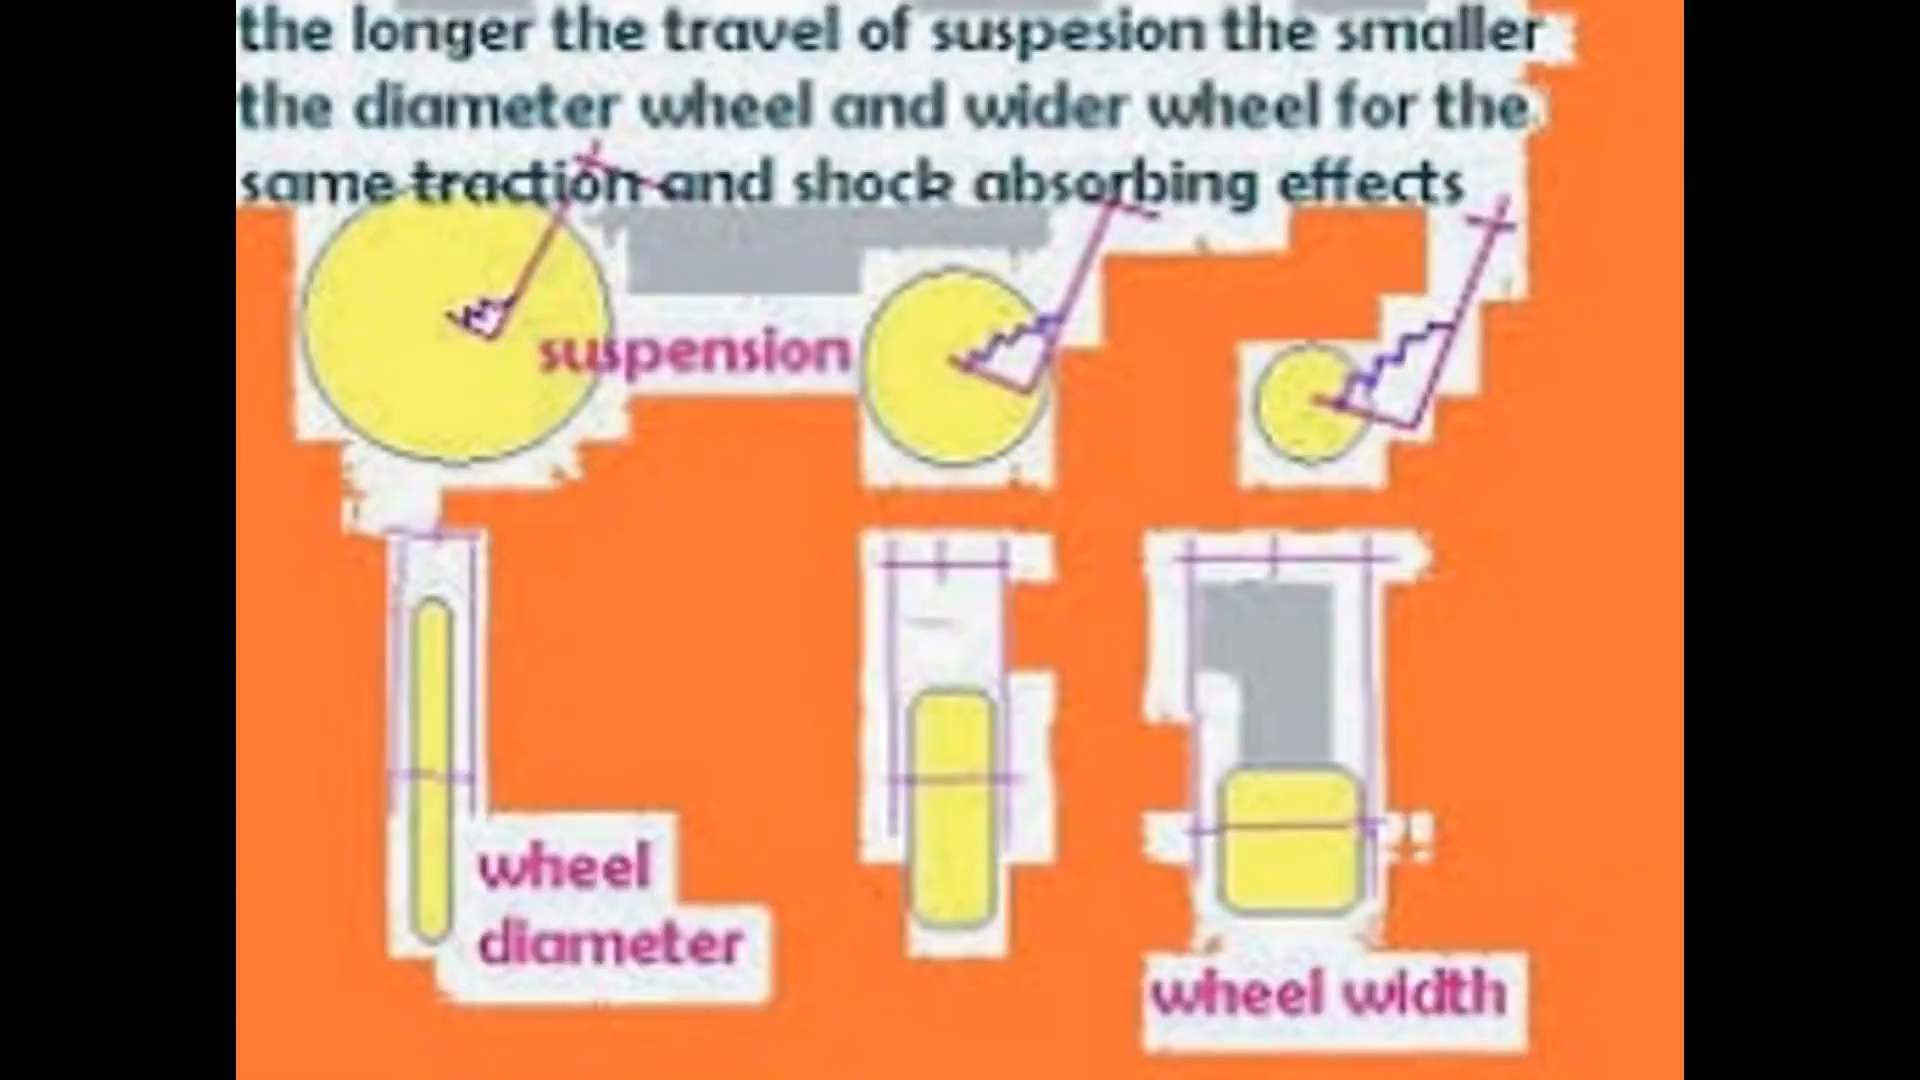 the longer the travel of suspesion the smaller
the diameter wheel and wider wheel for the
same traction and shock absorbing effects
suspension
wheel
diameter
wheel width